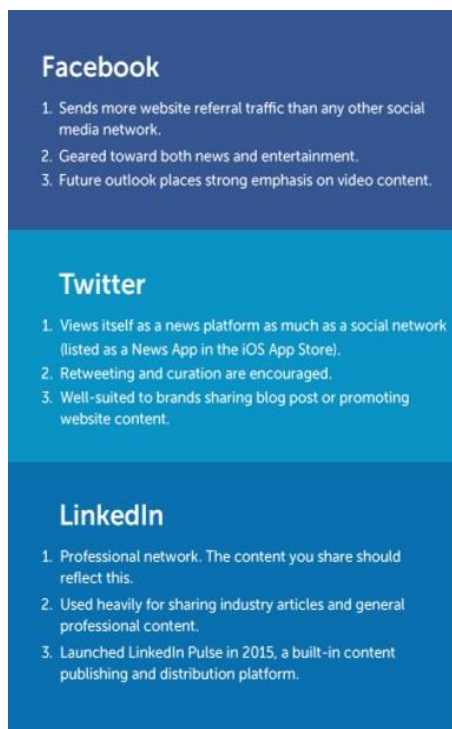 Facebook
1. Sends more website referral traffic than any other social
media network.
2. Geared toward both news and entertainment.
3. Future outlook places strong emphasis on video content.
Twitter
1. Views itself as a news platform as much as a social network
(listed as a News App in the iOS App Store).
2. Retweeting and curation are encouraged.
3. Well-suited to brands sharing blog post or promoting
website content.
LinkedIn
1. Professional network. The content you share should
reflect this.
2. Used heavily for sharing industry articles and general
professional content.
3. Launched LinkedIn Pulse in 2015, a built-in content
publishing and distribution platform.